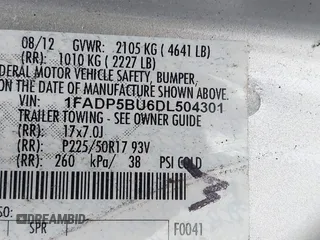 08/12 GVWR: 2105 KG ( 4641 LB)
(RR): 1010 KG ( 2227 LB)
DERAL MOTOR VEHICLE SAFETY, BUMPER,
ON THE DATE OF MANUFACTURE SHOWN
VIN: 1FADP5BU6DL504301
TRAILER TOWING - SEE OWNER GUIDE
(RR): 17x7.0J
(RR): P225/50R17 93V
(RR): 260 kPa/ 38 PSI COLD
SO:
SPR
F0041
DREAMBID